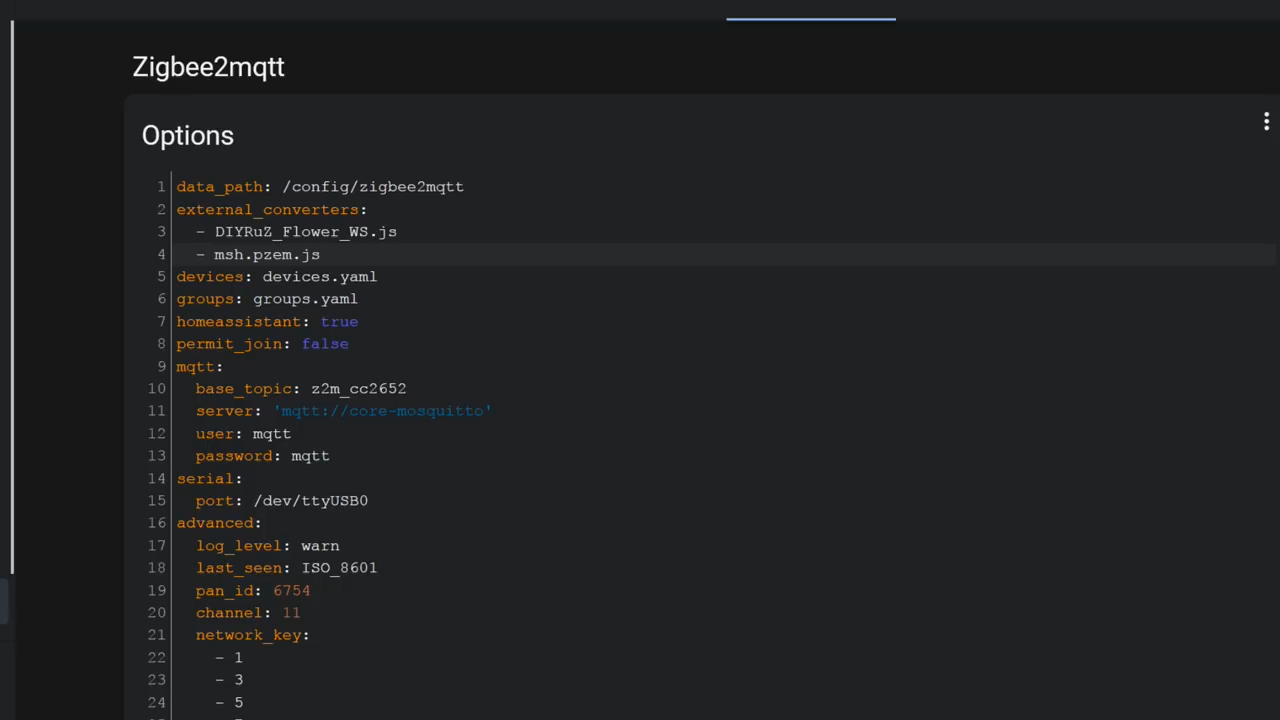 Zigbee2mqtt
Options
1 data_path: /config/zigbee2mqtt
2 external_converters:
3 - DIYRuZ_Flower_WS.js
4 - msh.pzem.js
5 devices: devices.yaml
6 groups: groups.yaml
7 homeassistant: true
8 permit_join: false
9 mqtt:
10 base_topic: z2m_cc2652
11 server: 'mqtt://core-mosquitto'
12 user: mqtt
13 password: mqtt
14 serial:
15 port: /dev/ttyUSB0
16 advanced:
17 log_level: warn
18 last_seen: ISO_8601
19 pan_id: 6754
20 channel: 11
21 network_key:
22 - 1
23 - 3
24 - 5